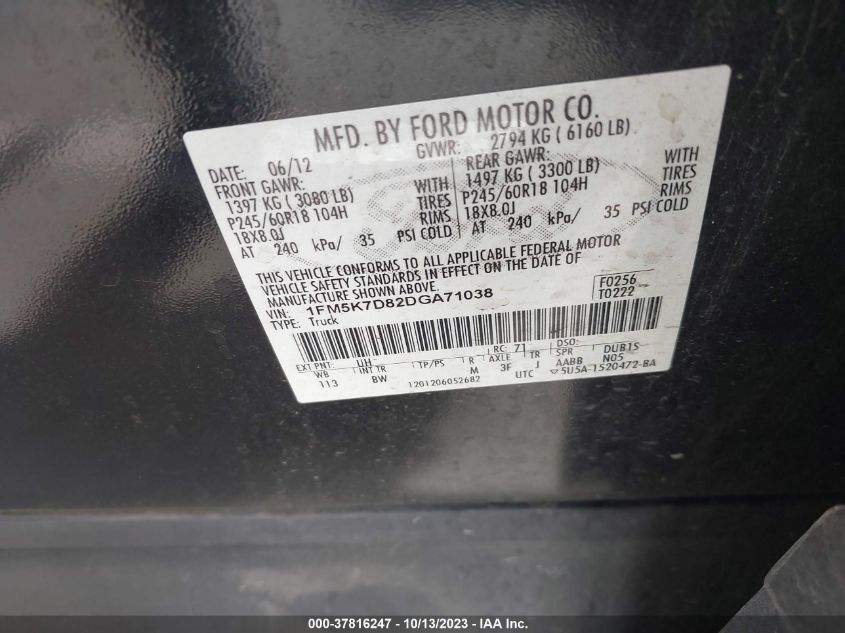 MFD. BY FORD MOTOR CO.
DATE: 06/12 GVWR: 2794 KG ( 6160 LB)
FRONT GAWR: REAR GAWR:
1397 KG ( 3080 LB) WITH 1497 KG ( 3300 LB) WITH
P245/60R18 104H TIRES P245/60R18 104H TIRES
18X8.0J RIMS 18X8.0J RIMS
AT 240 kPa/ 35 PSI COLD AT 240 kPa/ 35 PSI COLD
THIS VEHICLE CONFORMS TO ALL APPLICABLE FEDERAL MOTOR
VEHICLE SAFETY STANDARDS IN EFFECT ON THE DATE OF
MANUFACTURE SHOWN ABOVE.
VIN: 1FM5K7D82DGA71038 F0256
TYPE: Truck T0222
EXT PNT: UH RC: 71 DSO:
WB INT TR TP/PS R AXLE TR SPR DUB1S
113 BW M 3F J AABB N05
1201206052682 UTC ▽5U5A-1520472-BA
000-37816247 - 10/13/2023 - IAA Inc.